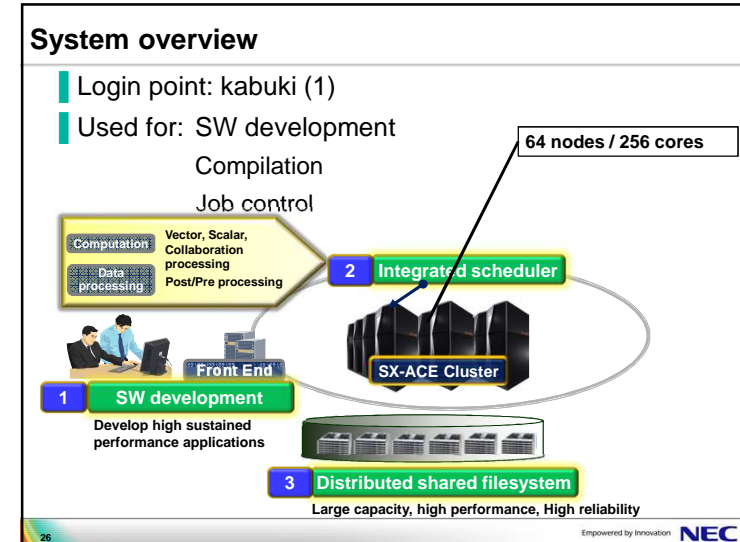 System overview
Login point: kabuki (1)
Used for: SW development
Compilation
Job control
64 nodes / 256 cores
Computation
Vector, Scalar,
Collaboration
processing
Data
processing
Post/Pre processing
2 Integrated scheduler
Front End
SX-ACE Cluster
1 SW development
Develop high sustained
performance applications
3 Distributed shared filesystem
Large capacity, high performance, High reliability
26
Empowered by Innovation NEC